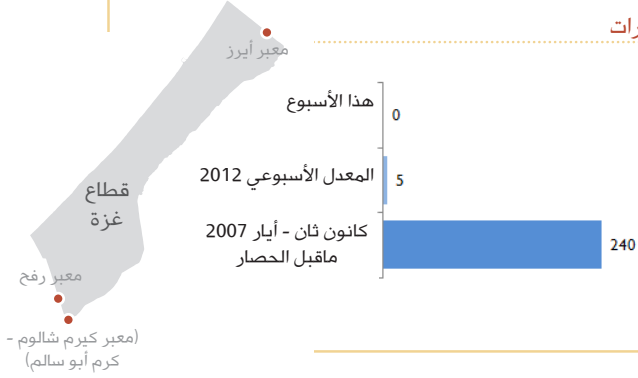 معبر أيرز
هذا الأسبوع
0
المعدل الأسبوعي 2012
5
كانون ثان - أيار 2007
ماقبل الحصار
240
قطاع
غزة
معبر رفح
(معبر كيرم شالوم -
كرم أبو سالم)